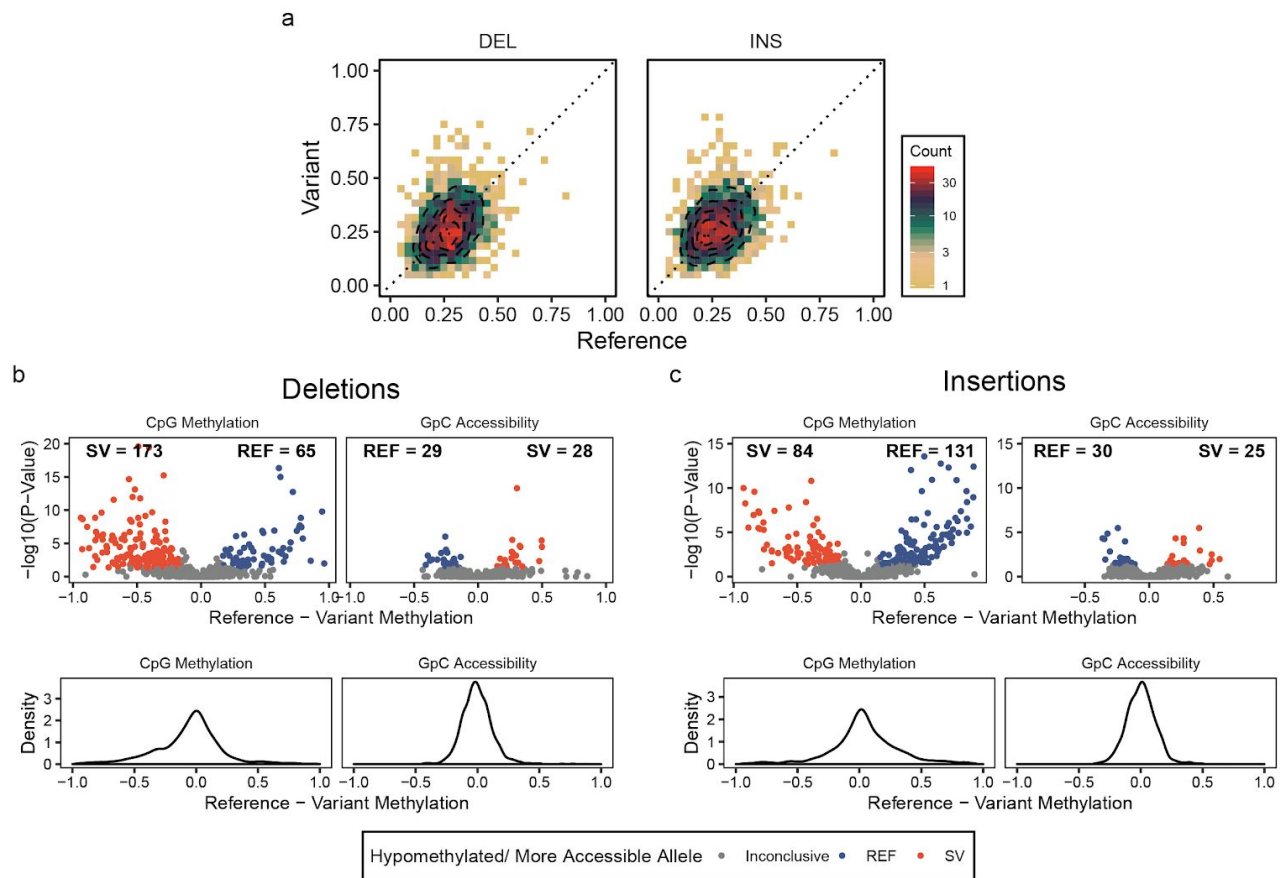 a
DEL INS
1.00
0.75
0.50
0.25
0.00
Variant
0.00 0.25 0.50 0.75 1.00 0.00 0.25 0.50 0.75 1.00
Reference
Count
30
10
3
1
b
Deletions
CpG Methylation GpC Accessibility
SV = 173 REF = 65 REF = 29 SV = 28
20
15
10
5
0
−log10(P−Value)
−1.0 −0.5 0.0 0.5 1.0 −1.0 −0.5 0.0 0.5 1.0
Reference − Variant Methylation
CpG Methylation GpC Accessibility
3
2
1
0
Density
−1.0 −0.5 0.0 0.5 1.0 −1.0 −0.5 0.0 0.5 1.0
Reference − Variant Methylation
c
Insertions
CpG Methylation GpC Accessibility
SV = 84 REF = 131 REF = 30 SV = 25
15
10
5
0
−log10(P−Value)
−1.0 −0.5 0.0 0.5 1.0 −1.0 −0.5 0.0 0.5 1.0
Reference − Variant Methylation
CpG Methylation GpC Accessibility
3
2
1
0
Density
−1.0 −0.5 0.0 0.5 1.0 −1.0 −0.5 0.0 0.5 1.0
Reference − Variant Methylation
Hypomethylated/ More Accessible Allele Inconclusive REF SV